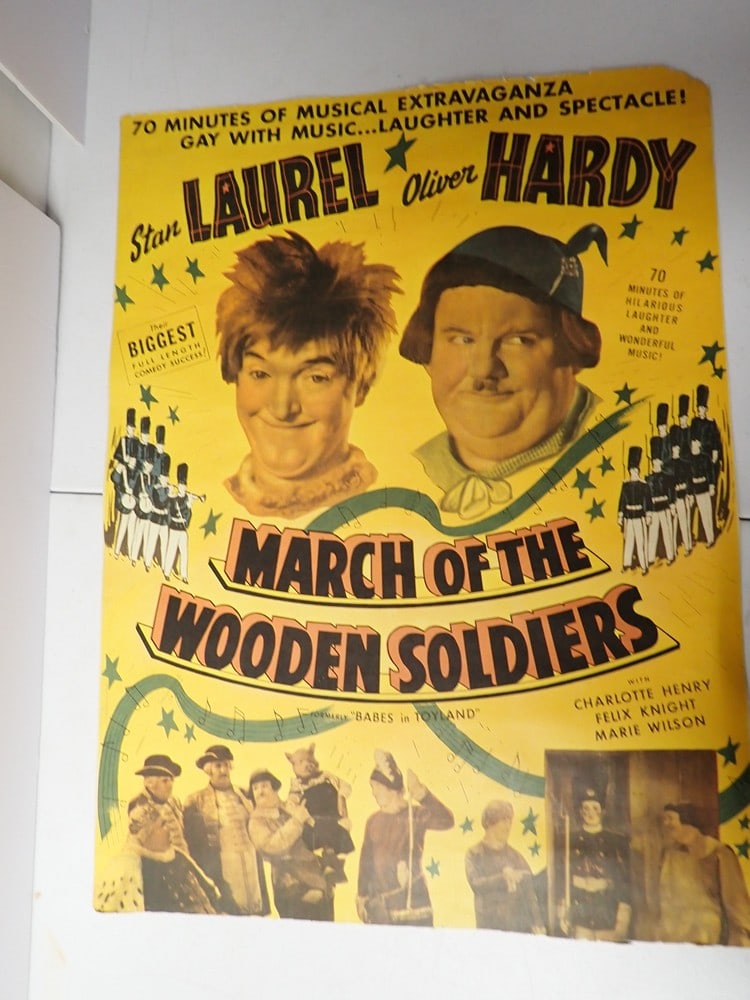 70 MINUTES OF MUSICAL EXTRAVAGANZA
GAY WITH MUSIC...LAUGHTER AND SPECTACLE!
Stan LAUREL Oliver HARDY
Their
BIGGEST
FULL LENGTH
COMEDY SUCCESS!
70
MINUTES OF
HILARIOUS
LAUGHTER
AND
WONDERFUL
MUSIC!
MARCH OF THE
WOODEN SOLDIERS
FORMERLY "BABES in TOYLAND"
WITH
CHARLOTTE HENRY
FELIX KNIGHT
MARIE WILSON